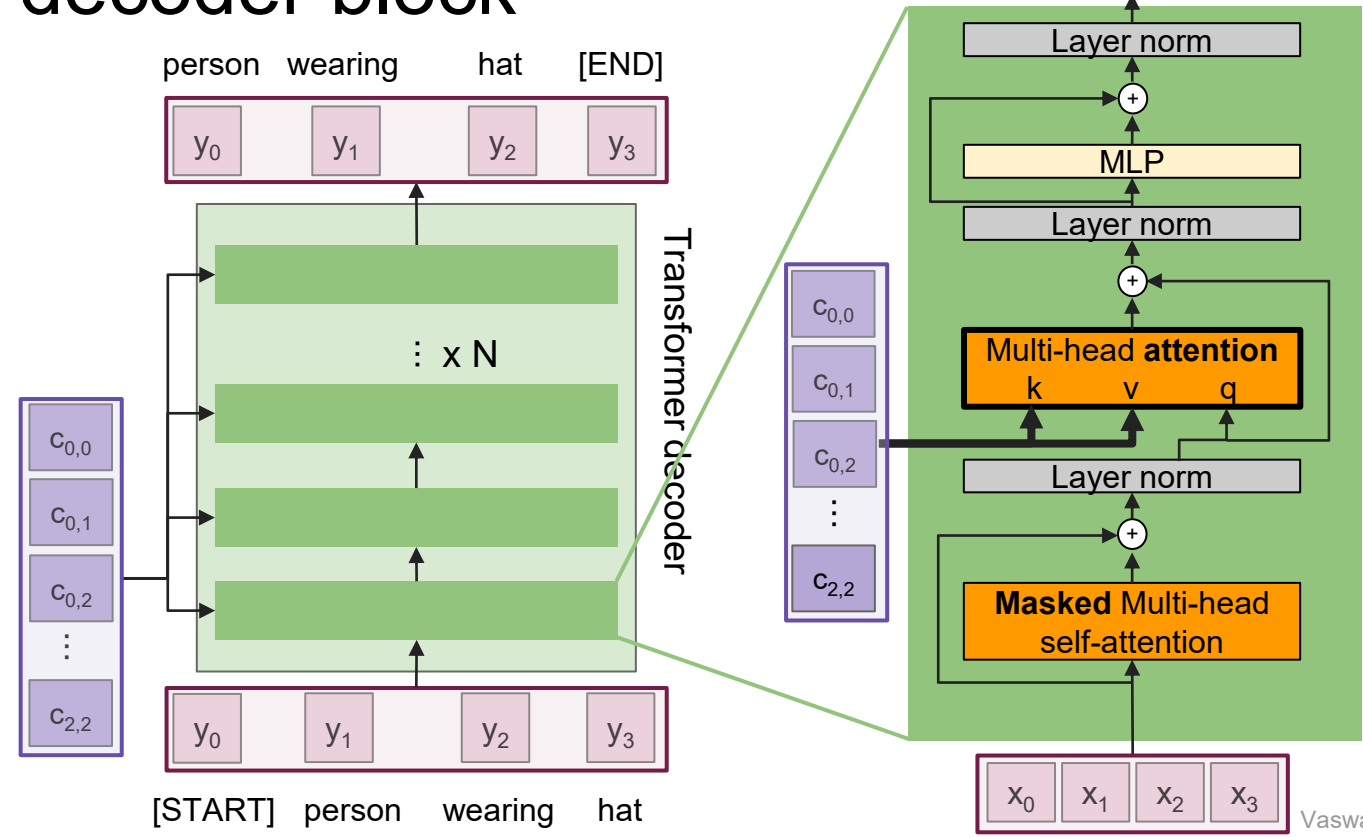 decoder block
person wearing hat [END]
y0 y1 y2 y3
Transformer decoder
⋮ x N
c0,0
c0,1
c0,2
⋮
c2,2
y0 y1 y2 y3
[START] person wearing hat
Layer norm
+
MLP
Layer norm
+
Multi-head attention
k v q
Layer norm
+
Masked Multi-head
self-attention
c0,0
c0,1
c0,2
⋮
c2,2
x0 x1 x2 x3